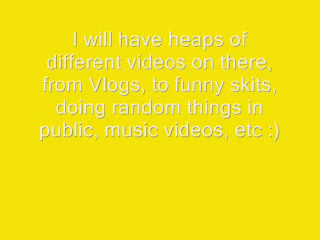 I will have heaps of
different videos on there,
from Vlogs, to funny skits,
doing random things in
public, music videos, etc :)